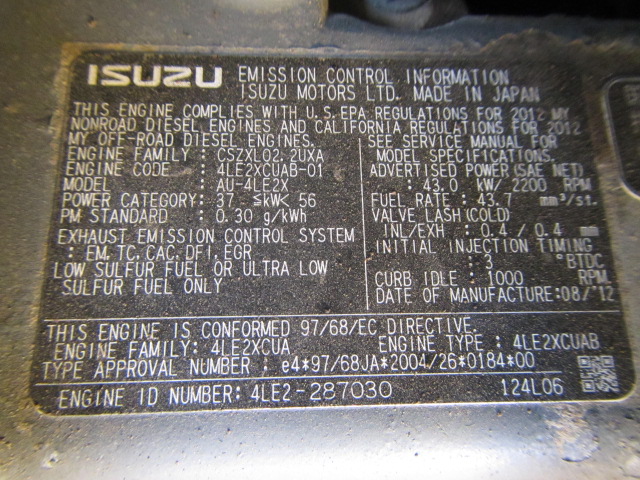 ISUZU EMISSION CONTROL INFORMATION
ISUZU MOTORS LTD. MADE IN JAPAN
THIS ENGINE COMPLIES WITH U.S. EPA REGULATIONS FOR 2012 MY
NONROAD DIESEL ENGINES AND CALIFORNIA REGULATIONS FOR 2012
MY OFF-ROAD DIESEL ENGINES.
ENGINE FAMILY : CSZXL02.2UXA
ENGINE CODE : 4LE2XCUAB-01
MODEL : AU-4LE2X
POWER CATEGORY: 37 ≤kW< 56
PM STANDARD : 0.30 g/kWh
EXHAUST EMISSION CONTROL SYSTEM
: EM, TC, CAC, DFI, EGR
LOW SULFUR FUEL OR ULTRA LOW
SULFUR FUEL ONLY
SEE SERVICE MANUAL FOR
MODEL SPECIFICATIONS.
ADVERTISED POWER (SAE NET)
: 43.0 kW/ 2200 RPM
FUEL RATE : 43.7 mm³/st.
VALVE LASH (COLD)
INL/EXH : 0.4 / 0.4 mm
INITIAL INJECTION TIMING
: 3 °BTDC
CURB IDLE : 1000 RPM
DATE OF MANUFACTURE:08/'12
THIS ENGINE IS CONFORMED 97/68/EC DIRECTIVE.
ENGINE FAMILY: 4LE2XCUA ENGINE TYPE: 4LE2XCUAB
TYPE APPROVAL NUMBER : e4*97/68JA*2004/26*0184*00
ENGINE ID NUMBER: 4LE2-287030 124L06